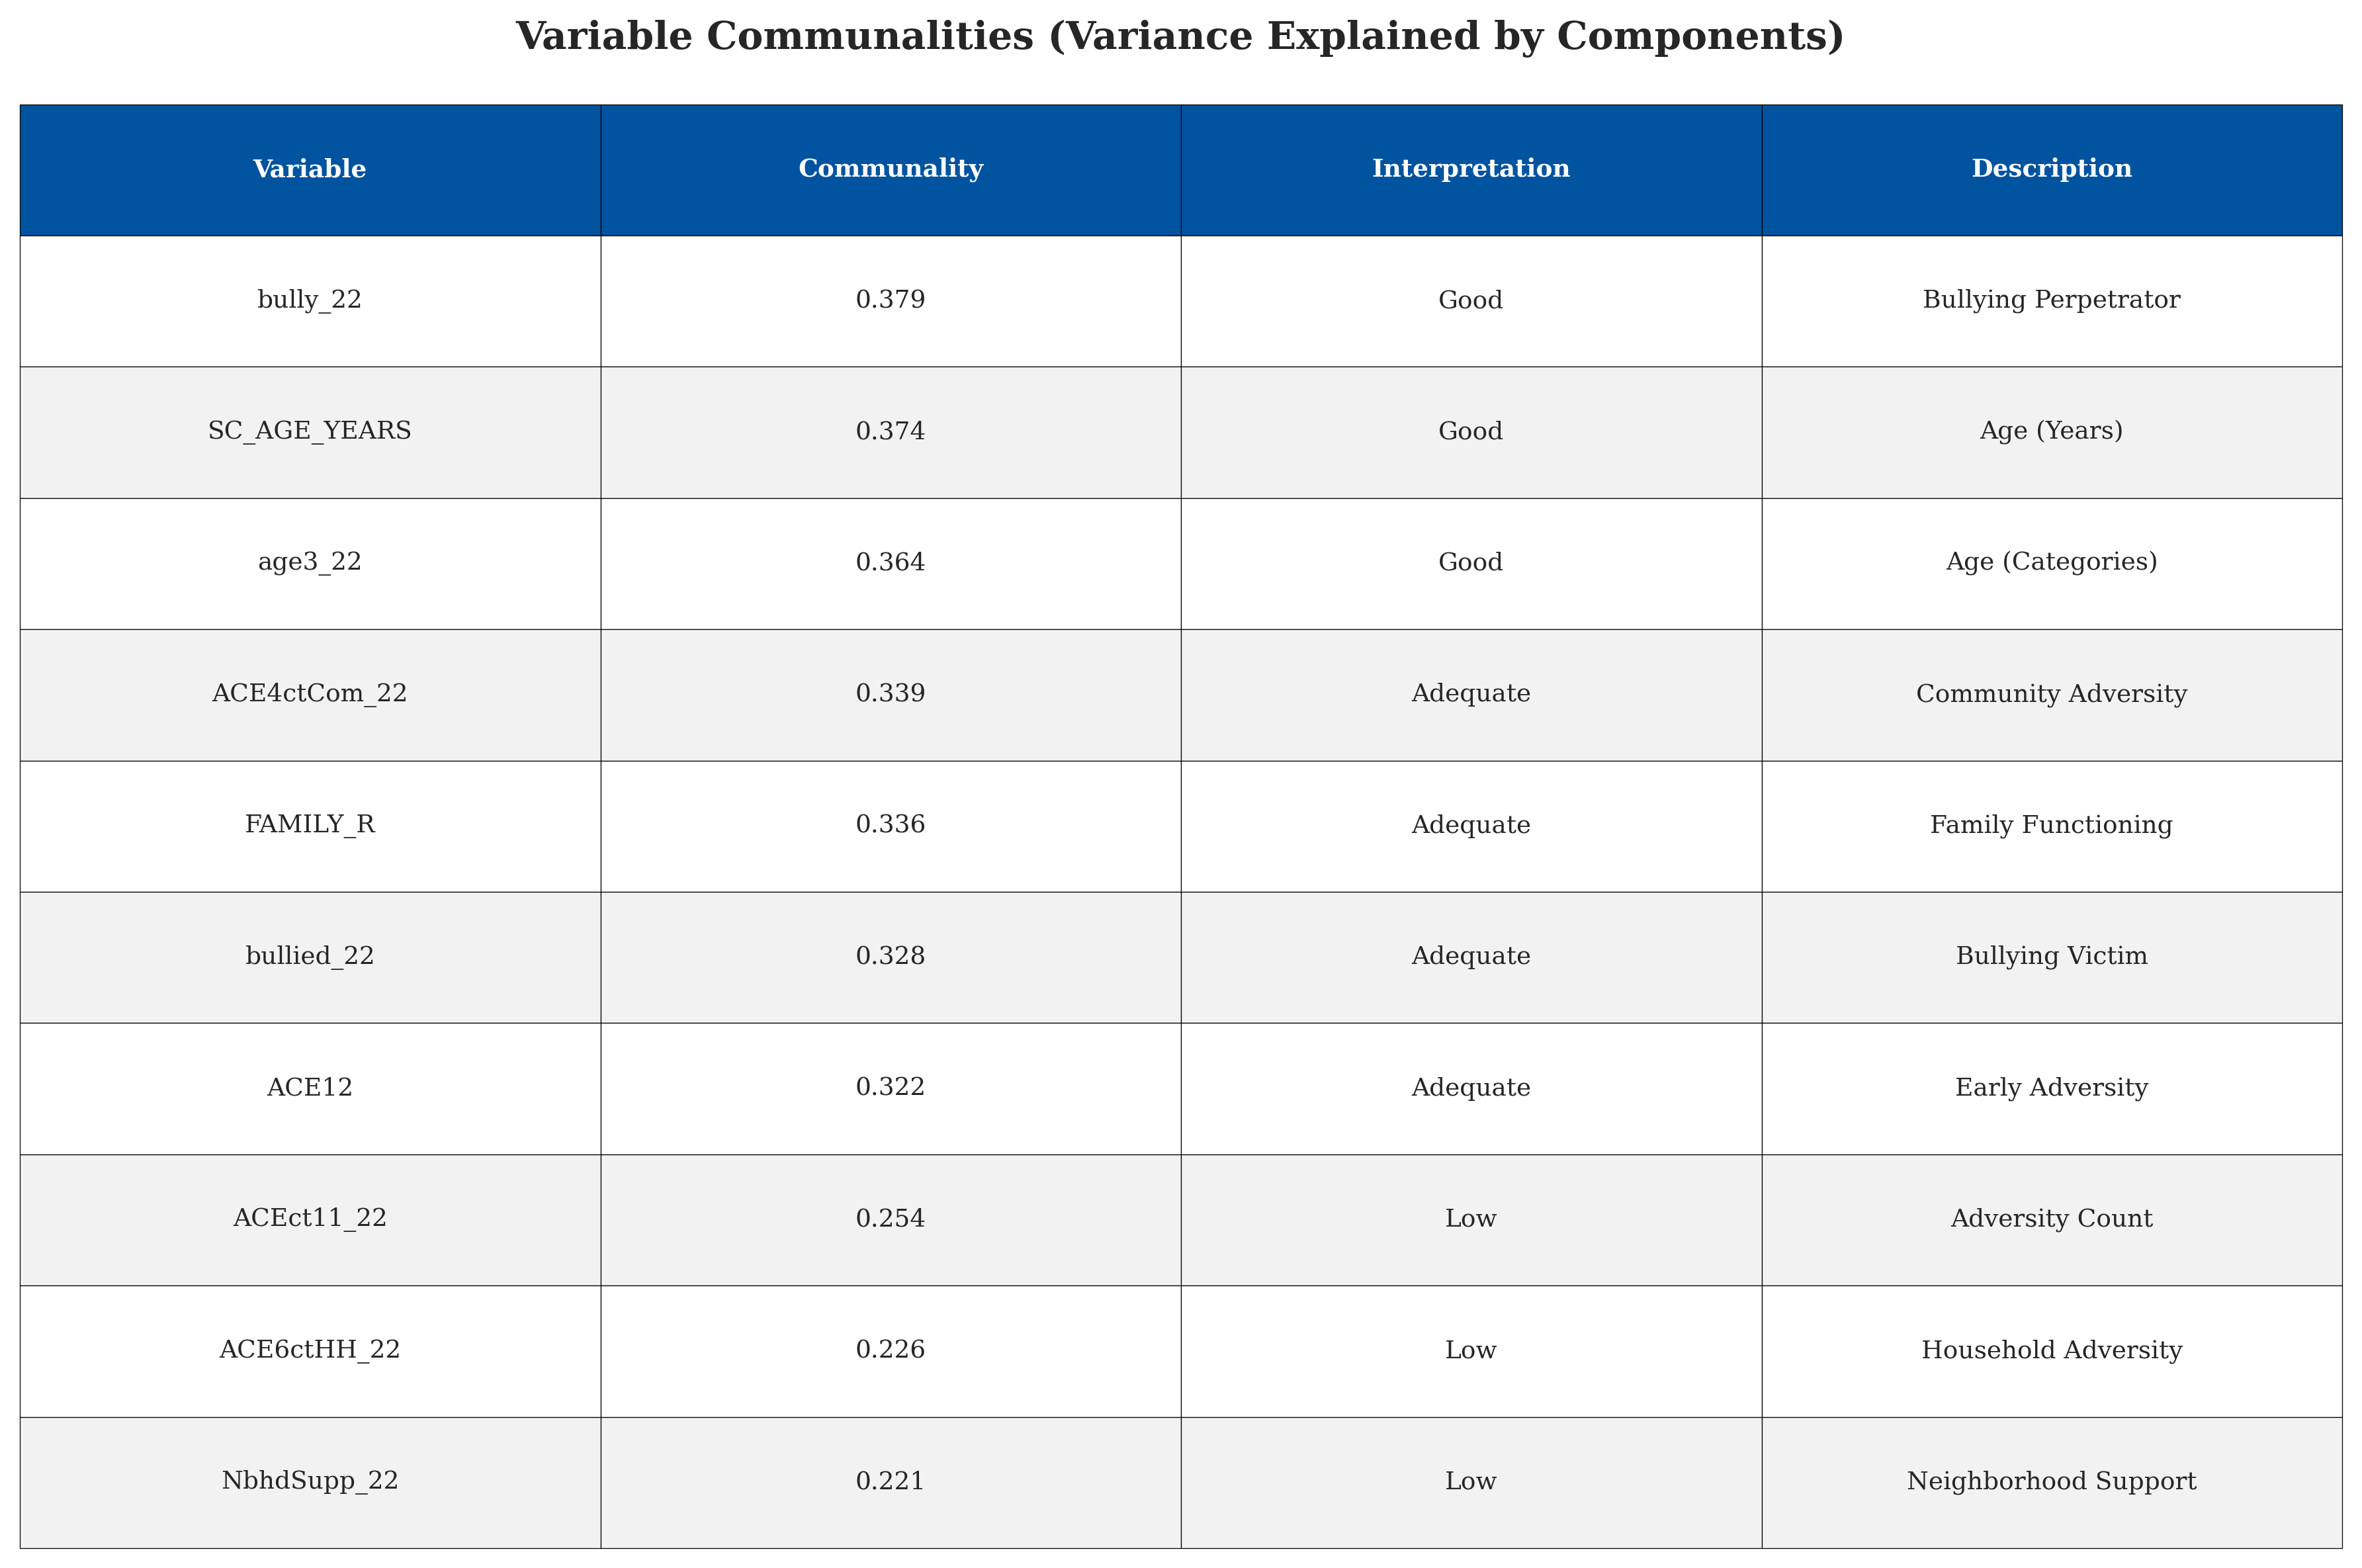 Variable Communalities (Variance Explained by Components)
Variable Communality Interpretation Description
bully_22 0.379 Good Bullying Perpetrator
SC_AGE_YEARS 0.374 Good Age (Years)
age3_22 0.364 Good Age (Categories)
ACE4ctCom_22 0.339 Adequate Community Adversity
FAMILY_R 0.336 Adequate Family Functioning
bullied_22 0.328 Adequate Bullying Victim
ACE12 0.322 Adequate Early Adversity
ACEct11_22 0.254 Low Adversity Count
ACE6ctHH_22 0.226 Low Household Adversity
NbhdSupp_22 0.221 Low Neighborhood Support